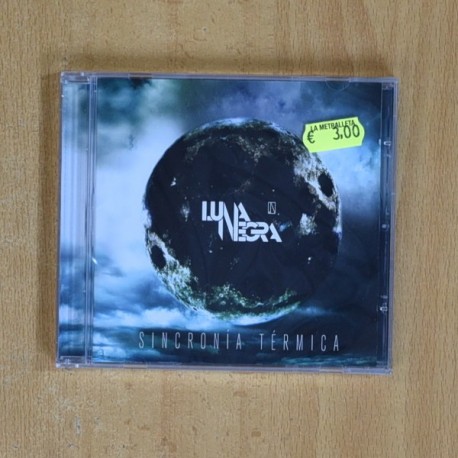 LA METRALLETA
€ 3,00
LUNA
NEGRA
SINCRONÍA TÉRMICA